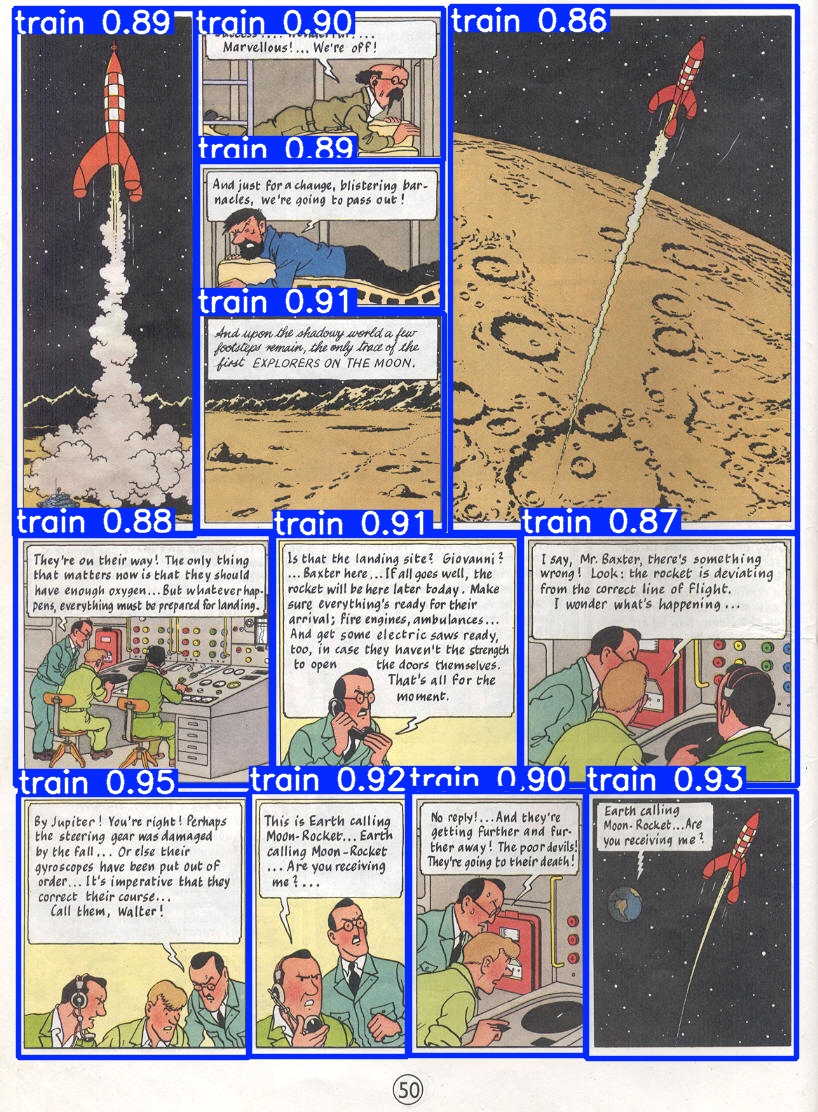 train 0.89
train 0.90
Marvellous!... We're off!
train 0.89
And just for a change, blistering bar-
nacles, we're going to pass out!
train 0.91
And upon the shadowy world a few
footsteps remain, the only trace of the
first EXPLORERS ON THE MOON.
train 0.86
train 0.88
They're on their way! The only thing
that matters now is that they should
have enough oxygen... But whatever hap-
pens, everything must be prepared for landing.
train 0.91
Is that the landing site? Giovanni?
...Baxter here... If all goes well, the
rocket will be here later today. Make
sure everything's ready for their
arrival; fire engines, ambulances...
And get some electric saws ready,
too, in case they haven't the strength
to open the doors themselves.
That's all for the
moment.
train 0.87
I say, Mr. Baxter, there's something
wrong! Look: the rocket is deviating
from the correct line of flight.
I wonder what's happening...
train 0.95
By Jupiter! You're right! Perhaps
the steering gear was damaged
by the fall... Or else their
gyroscopes have been put out of
order... It's imperative that they
correct their course...
Call them, Walter!
train 0.92
This is Earth calling
Moon-Rocket... Earth
calling Moon-Rocket
... Are you receiving
me?...
train 0.90
No reply!...And they're
getting further and fur-
ther away! The poor devils!
They're going to their death!
train 0.93
Earth calling
Moon-Rocket...Are
you receiving me?
50